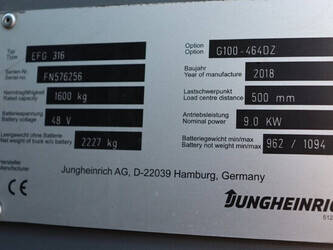 Typ
Type
EFG 316
Option
Option
G100-464DZ
Serien-Nr.
Serial-no.
FN576256
Baujahr
Year of manufacture
2018
Nenntragfähigkeit
Rated capacity
1600 kg
Lastschwerpunkt
Load centre distance
500 mm
Batteriespannung
Battery voltage
48 V
Antriebsleistung
Nominal power
9.0 KW
Leergewicht ohne Batterie
Net weight of truck w/o battery
2227 kg
Batteriegewicht min/max
Battery net weight min/max
962 / 1094
Hersteller
Manufacturer
Jungheinrich AG, D-22039 Hamburg, Germany
CE
JUNGHEINRICH